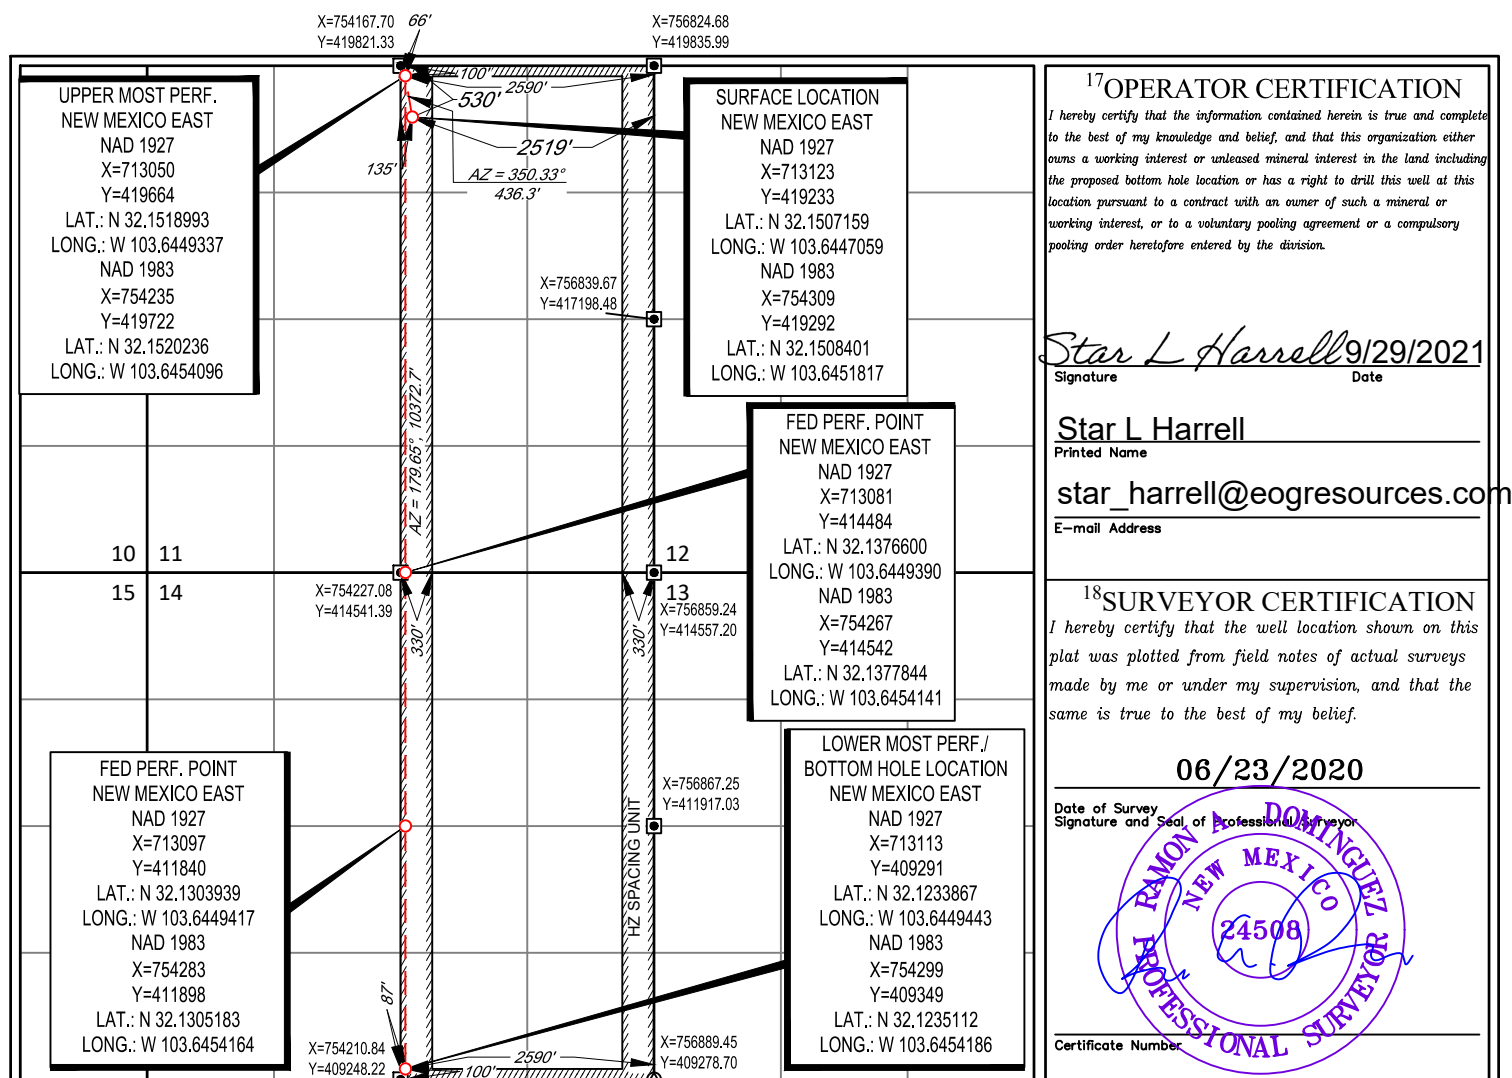 X=754167.70
Y=419821.33
66'
X=756824.68
Y=419835.99
100'
2590'
530'
2519'
135'
AZ = 350.33°
436.3'
UPPER MOST PERF.
NEW MEXICO EAST
NAD 1927
X=713050
Y=419664
LAT.: N 32.1518993
LONG.: W 103.6449337
NAD 1983
X=754235
Y=419722
LAT.: N 32.1520236
LONG.: W 103.6454096
SURFACE LOCATION
NEW MEXICO EAST
NAD 1927
X=713123
Y=419233
LAT.: N 32.1507159
LONG.: W 103.6447059
NAD 1983
X=754309
Y=419292
LAT.: N 32.1508401
LONG.: W 103.6451817
X=756839.67
Y=417198.48
AZ = 179.65°, 10372.7'
FED PERF. POINT
NEW MEXICO EAST
NAD 1927
X=713081
Y=414484
LAT.: N 32.1376600
LONG.: W 103.6449390
NAD 1983
X=754267
Y=414542
LAT.: N 32.1377844
LONG.: W 103.6454141
10 11
15 14
12
13
X=754227.08
Y=414541.39
330'
330'
X=756859.24
Y=414557.20
FED PERF. POINT
NEW MEXICO EAST
NAD 1927
X=713097
Y=411840
LAT.: N 32.1303939
LONG.: W 103.6449417
NAD 1983
X=754283
Y=411898
LAT.: N 32.1305183
LONG.: W 103.6454164
HZ SPACING UNIT
X=756867.25
Y=411917.03
LOWER MOST PERF./
BOTTOM HOLE LOCATION
NEW MEXICO EAST
NAD 1927
X=713113
Y=409291
LAT.: N 32.1233867
LONG.: W 103.6449443
NAD 1983
X=754299
Y=409349
LAT.: N 32.1235112
LONG.: W 103.6454186
87'
X=754210.84
Y=409248.22
2590'
100'
X=756889.45
Y=409278.70
17OPERATOR CERTIFICATION
I hereby certify that the information contained herein is true and complete
to the best of my knowledge and belief, and that this organization either
owns a working interest or unleased mineral interest in the land including
the proposed bottom hole location or has a right to drill this well at this
location pursuant to a contract with an owner of such a mineral or
working interest, or to a voluntary pooling agreement or a compulsory
pooling order heretofore entered by the division.
Star L Harrell 9/29/2021
Signature Date
Star L Harrell
Printed Name
star_harrell@eogresources.com
E-mail Address
18SURVEYOR CERTIFICATION
I hereby certify that the well location shown on this
plat was plotted from field notes of actual surveys
made by me or under my supervision, and that the
same is true to the best of my belief.
06/23/2020
Date of Survey
Signature and Seal of Professional Surveyor
RAMON A. DOMINGUEZ
NEW MEXICO
24508
PROFESSIONAL SURVEYOR
Certificate Number